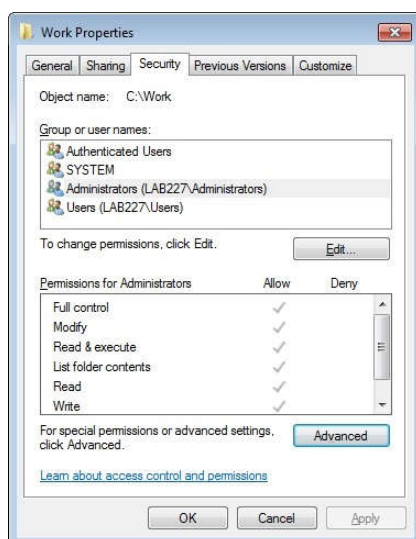 Work Properties
General Sharing Security Previous Versions Customize
Object name: C:\Work
Group or user names:
Authenticated Users
SYSTEM
Administrators (LAB227\Administrators)
Users (LAB227\Users)
To change permissions, click Edit. Edit...
Permissions for Administrators Allow Deny
Full control
Modify
Read & execute
List folder contents
Read
Write
For special permissions or advanced settings, Advanced
click Advanced.
Learn about access control and permissions
OK Cancel Apply